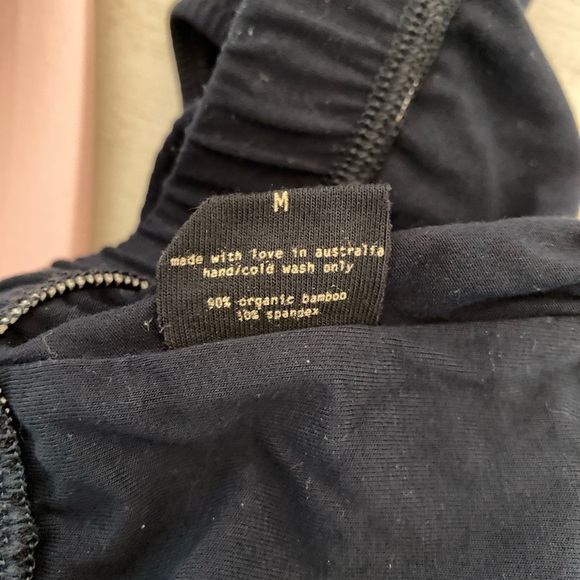 M
made with love in australia
hand/cold wash only
90% organic bamboo
10% spandex